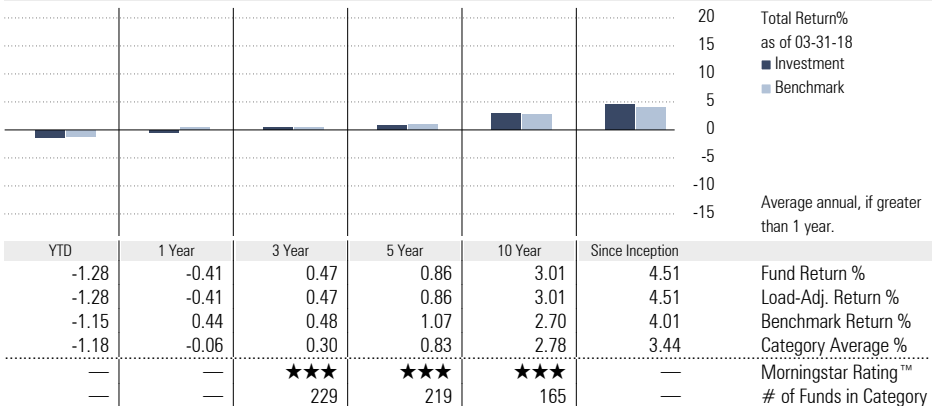 20
15
10
5
0
-5
-10
-15
Total Return%
as of 03-31-18
Investment
Benchmark
Average annual, if greater
than 1 year.
YTD 1 Year 3 Year 5 Year 10 Year Since Inception
-1.28 -0.41 0.47 0.86 3.01 4.51 Fund Return %
-1.28 -0.41 0.47 0.86 3.01 4.51 Load-Adj. Return %
-1.15 0.44 0.48 1.07 2.70 4.01 Benchmark Return %
-1.18 -0.06 0.30 0.83 2.78 3.44 Category Average %
— — ★★★ ★★★ ★★★ — Morningstar Rating™
— — 229 219 165 — # of Funds in Category